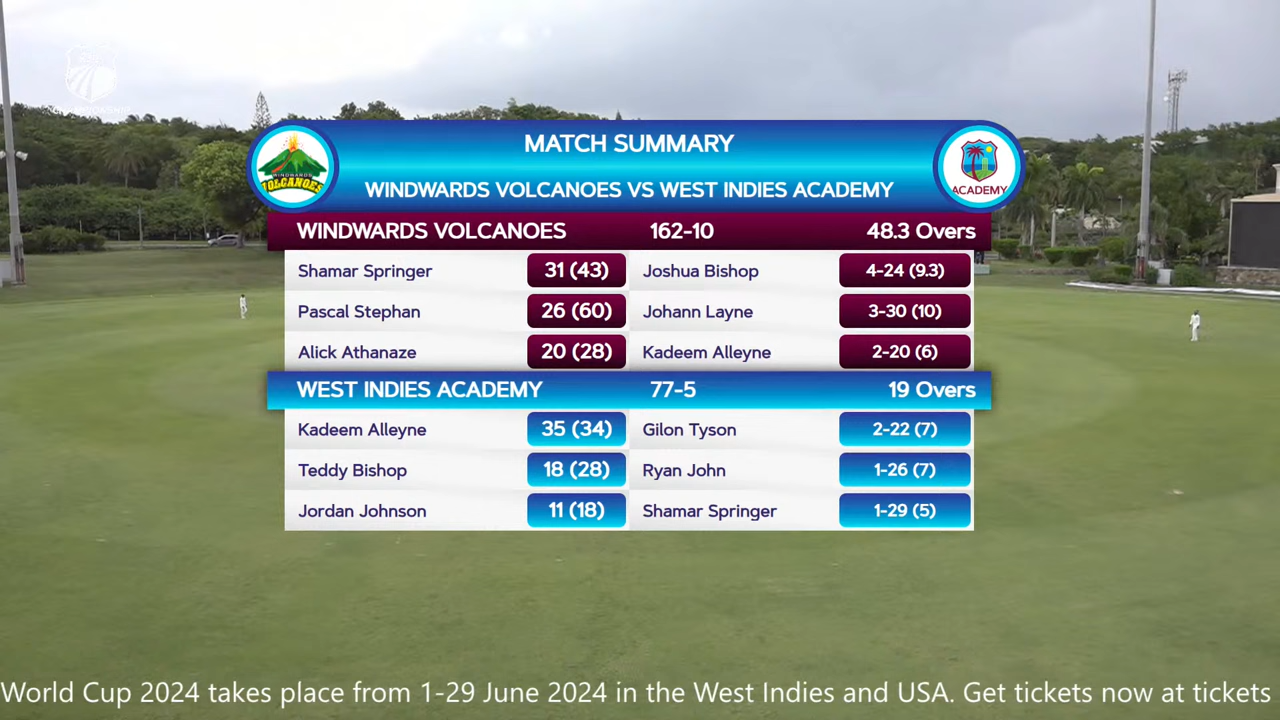 MATCH SUMMARY
WINDWARDS VOLCANOES VS WEST INDIES ACADEMY
WINDWARDS
VOLCANOES
ACADEMY
WINDWARDS VOLCANOES 162-10 48.3 Overs
Shamar Springer 31 (43) Joshua Bishop 4-24 (9.3)
Pascal Stephan 26 (60) Johann Layne 3-30 (10)
Alick Athanaze 20 (28) Kadeem Alleyne 2-20 (6)
WEST INDIES ACADEMY 77-5 19 Overs
Kadeem Alleyne 35 (34) Gilon Tyson 2-22 (7)
Teddy Bishop 18 (28) Ryan John 1-26 (7)
Jordan Johnson 11 (18) Shamar Springer 1-29 (5)
World Cup 2024 takes place from 1-29 June 2024 in the West Indies and USA. Get tickets now at tickets